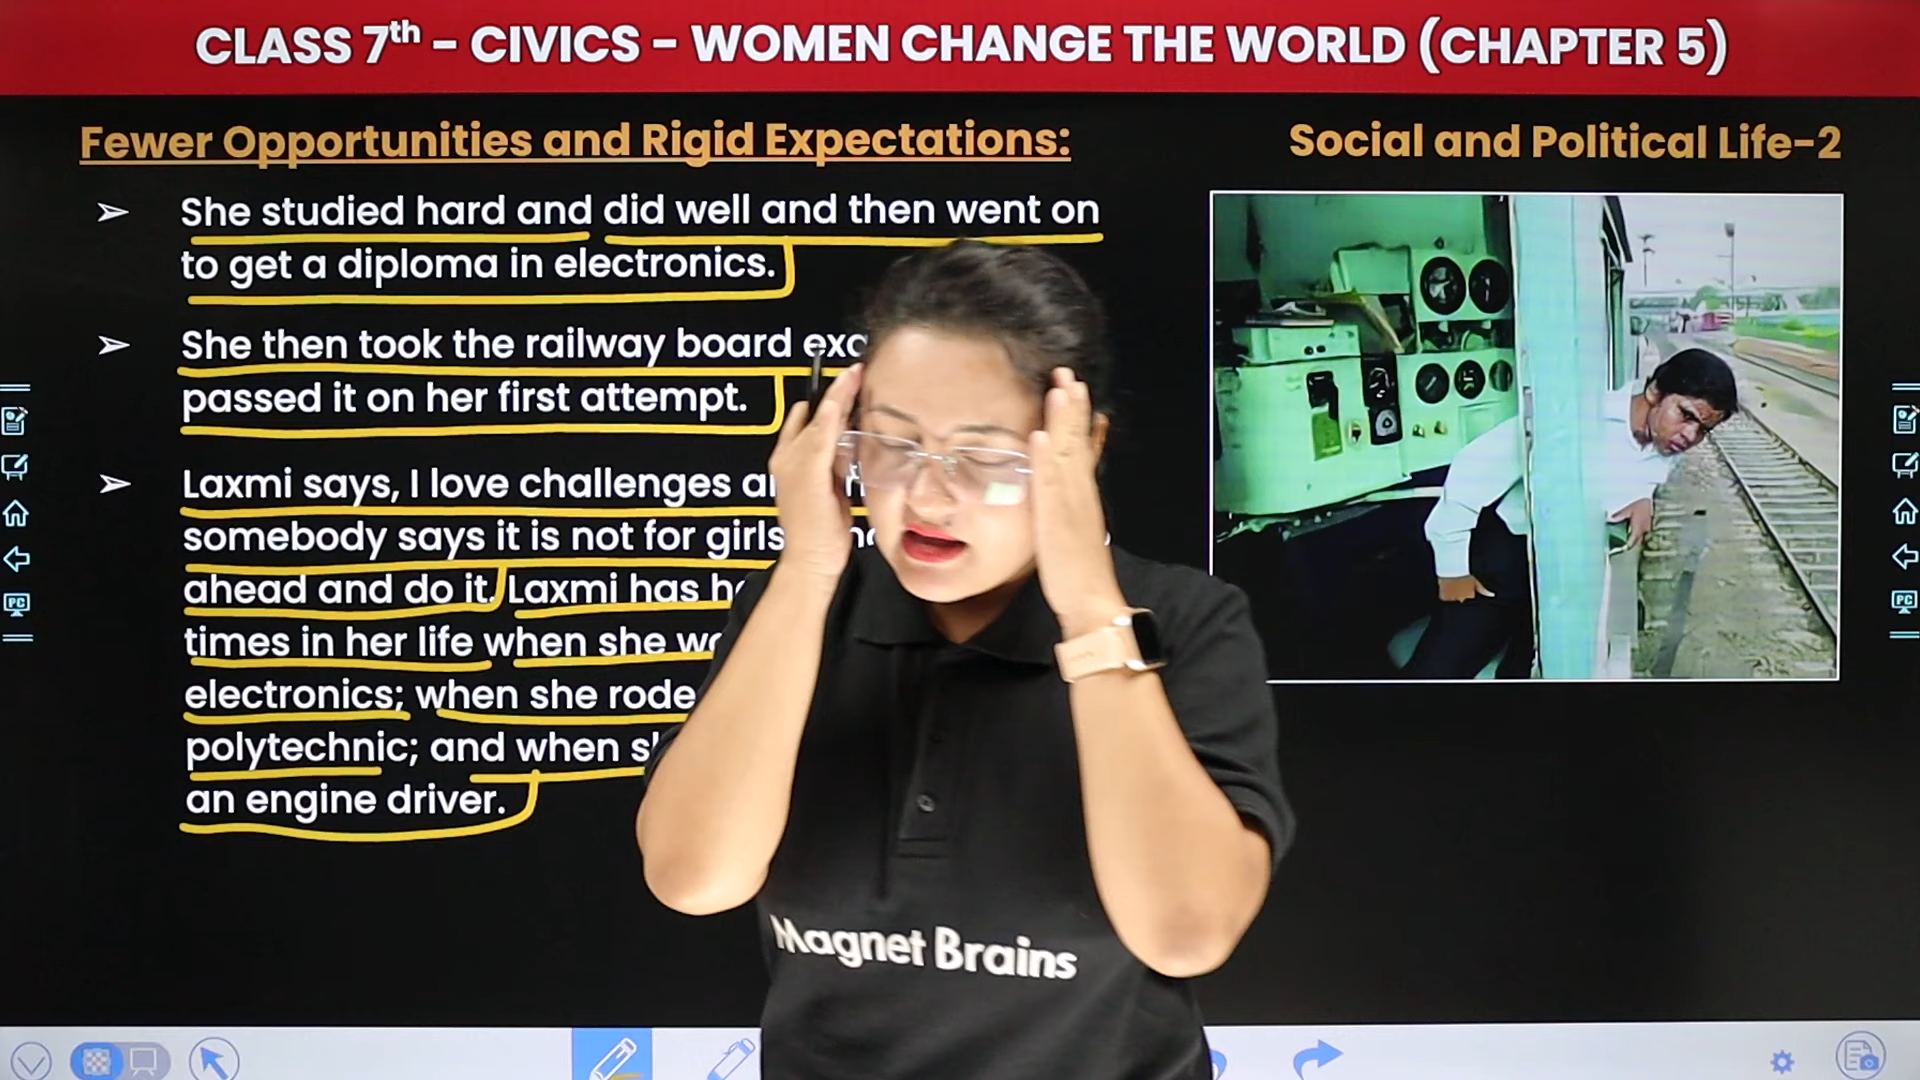 CLASS 7th - CIVICS - WOMEN CHANGE THE WORLD (CHAPTER 5)
Fewer Opportunities and Rigid Expectations:
Social and Political Life-2
➢ She studied hard and did well and then went on
to get a diploma in electronics.
➢ She then took the railway board
passed it on her first attempt.
➢ Laxmi says, I love challenges
somebody says it is not for girls
ahead and do it. Laxmi has
times in her life when she
electronics; when she rode
polytechnic; and when
an engine driver.
Magnet Brains
PC
PC